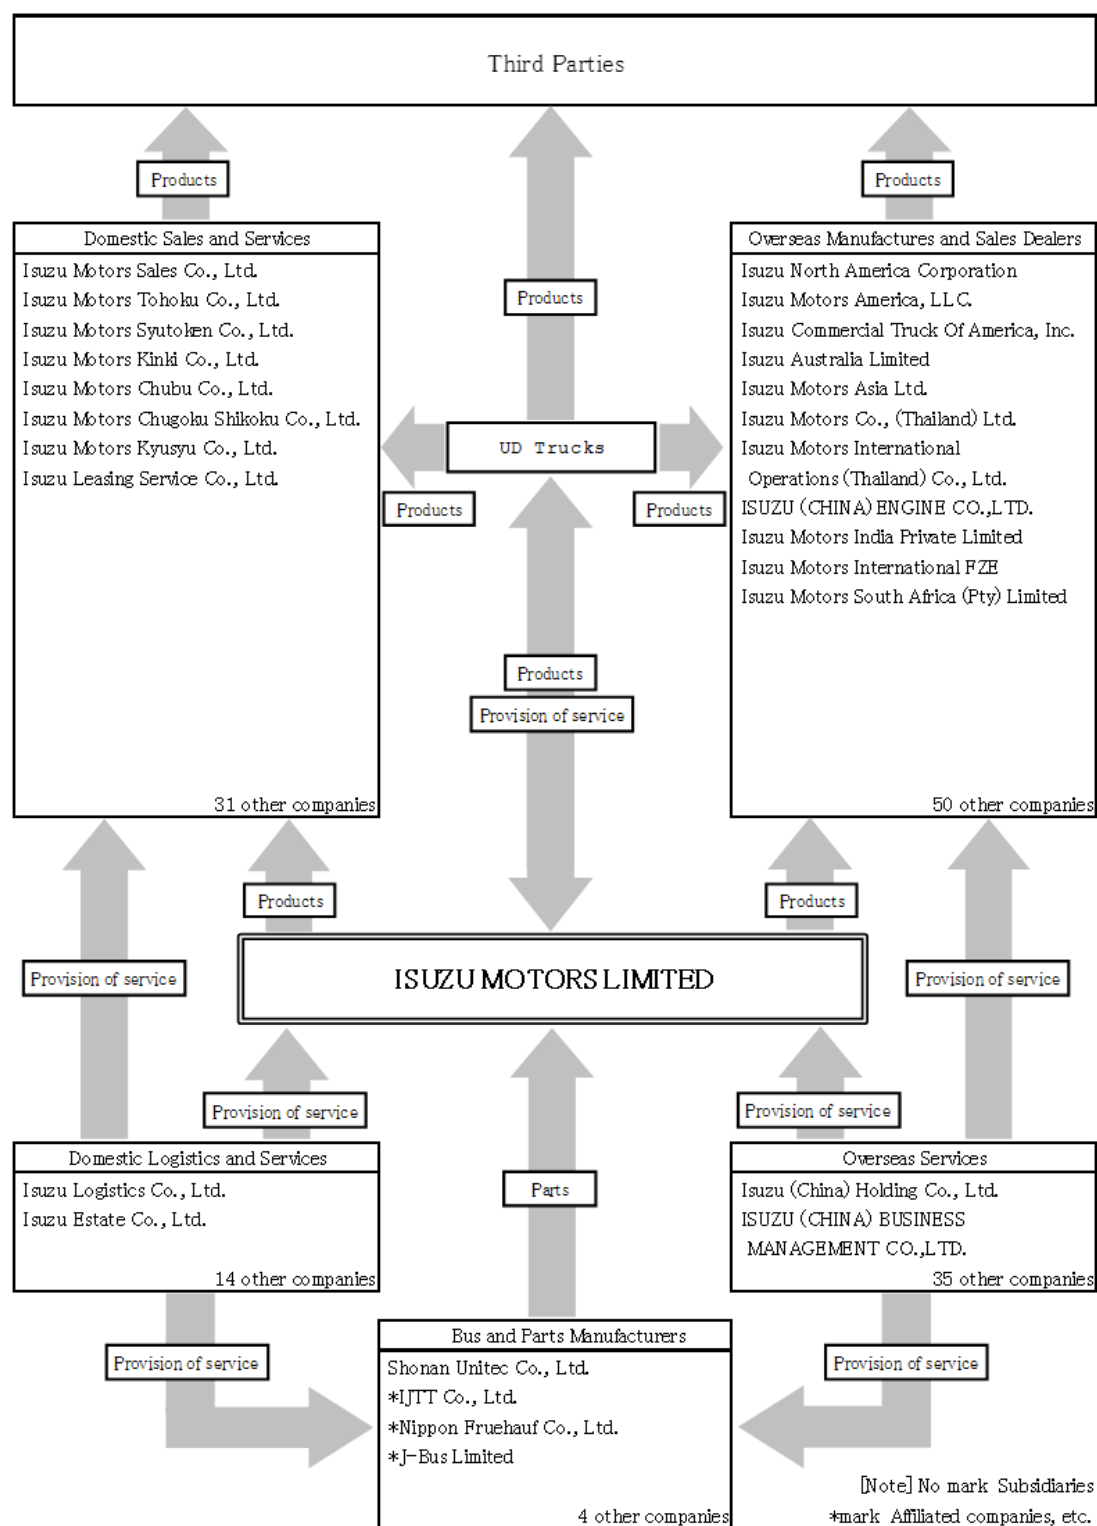 Third Parties
Products
Products
Domestic Sales and Services
Isuzu Motors Sales Co., Ltd.
Isuzu Motors Tohoku Co., Ltd.
Isuzu Motors Syutoken Co., Ltd.
Isuzu Motors Kinki Co., Ltd.
Isuzu Motors Chubu Co., Ltd.
Isuzu Motors Chugoku Shikoku Co., Ltd.
Isuzu Motors Kyusyu Co., Ltd.
Isuzu Leasing Service Co., Ltd.
31 other companies
Products
UD Trucks
Products
Products
Products
Provision of service
Overseas Manufactures and Sales Dealers
Isuzu North America Corporation
Isuzu Motors America, LLC.
Isuzu Commercial Truck Of America, Inc.
Isuzu Australia Limited
Isuzu Motors Asia Ltd.
Isuzu Motors Co., (Thailand) Ltd.
Isuzu Motors International
Operations (Thailand) Co., Ltd.
ISUZU (CHINA) ENGINE CO.,LTD.
Isuzu Motors India Private Limited
Isuzu Motors International FZE
Isuzu Motors South Africa (Pty) Limited
50 other companies
Products
Products
Provision of service
ISUZU MOTORS LIMITED
Provision of service
Provision of service
Provision of service
Domestic Logistics and Services
Isuzu Logistics Co., Ltd.
Isuzu Estate Co., Ltd.
14 other companies
Parts
Overseas Services
Isuzu (China) Holding Co., Ltd.
ISUZU (CHINA) BUSINESS
MANAGEMENT CO.,LTD.
35 other companies
Provision of service
Provision of service
Bus and Parts Manufacturers
Shonan Unitec Co., Ltd.
*IJTT Co., Ltd.
*Nippon Fruehauf Co., Ltd.
*J-Bus Limited
4 other companies
[Note] No mark Subsidiaries
*mark Affiliated companies, etc.